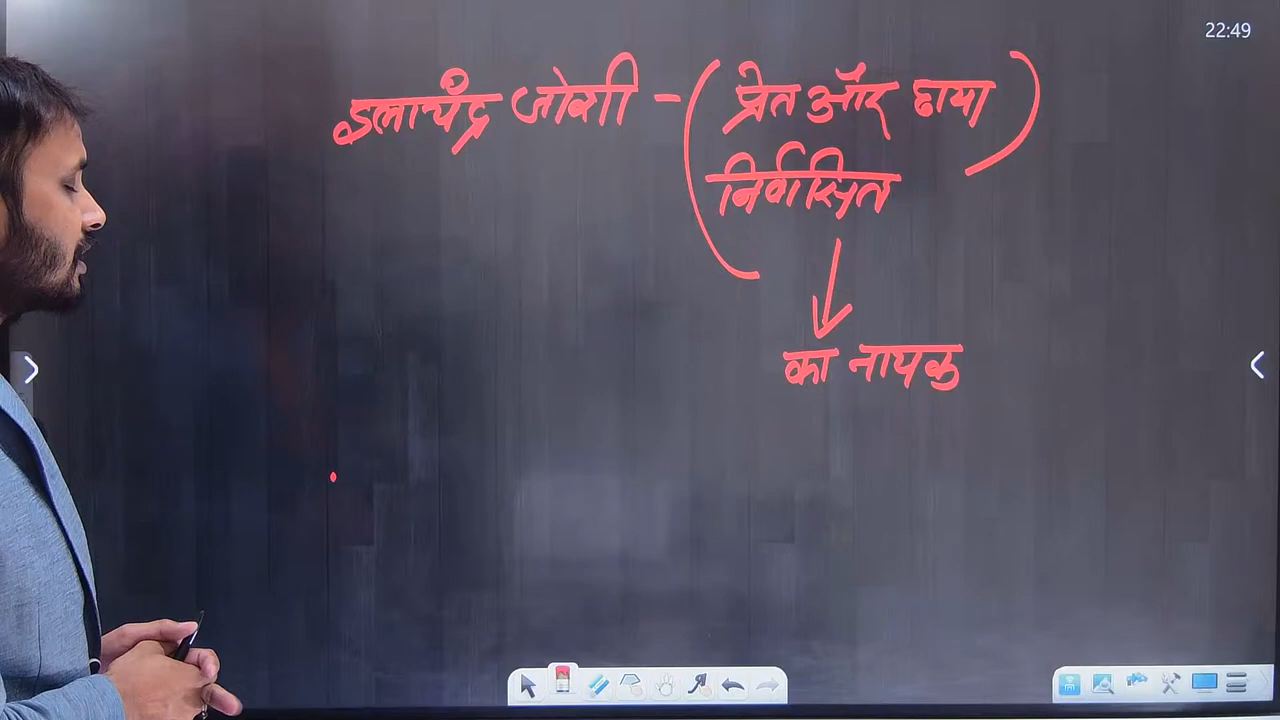 22:49
इलाचंद्र जोशी - ( प्रेत और छाया )
निर्वासित
का नायक